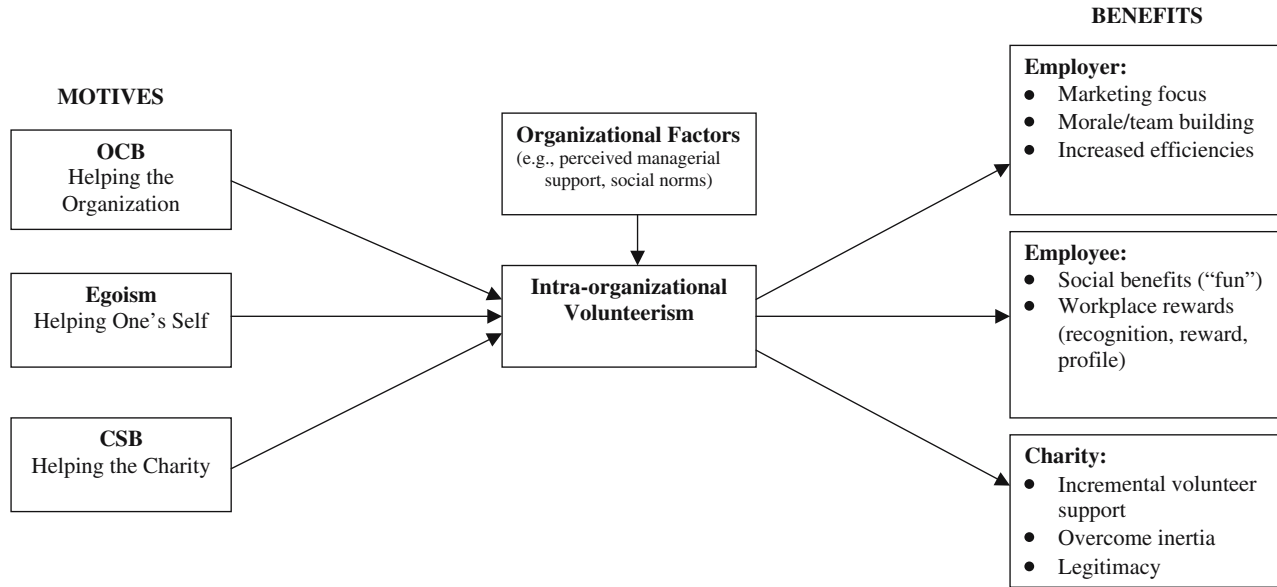 MOTIVES
OCB
Helping the
Organization
Egoism
Helping One’s Self
CSB
Helping the Charity
Organizational Factors
(e.g., perceived managerial
support, social norms)
Intra-organizational
Volunteerism
BENEFITS
Employer:
● Marketing focus
● Morale/team building
● Increased efficiencies
Employee:
● Social benefits (“fun”)
● Workplace rewards
(recognition, reward,
profile)
Charity:
● Incremental volunteer
support
● Overcome inertia
● Legitimacy